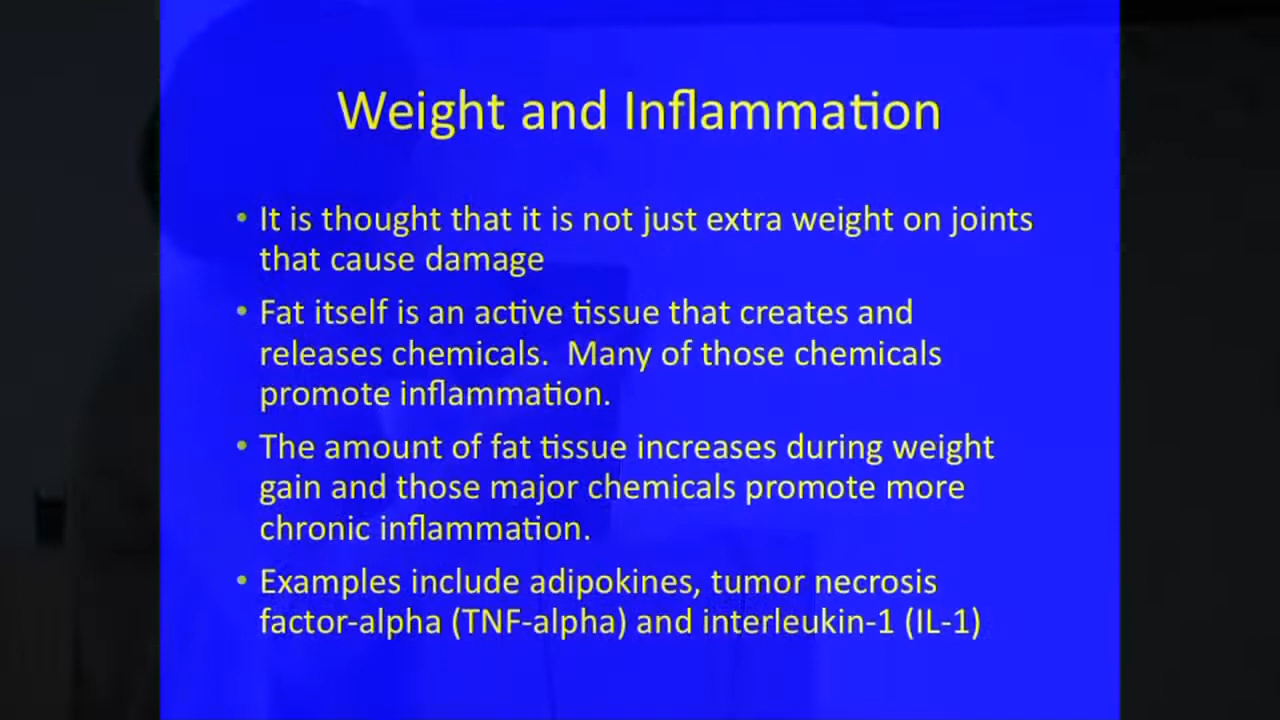 Weight and Inflammation
• It is thought that it is not just extra weight on joints
that cause damage
• Fat itself is an active tissue that creates and
releases chemicals.  Many of those chemicals
promote inflammation.
• The amount of fat tissue increases during weight
gain and those major chemicals promote more
chronic inflammation.
• Examples include adipokines, tumor necrosis
factor-alpha (TNF-alpha) and interleukin-1 (IL-1)